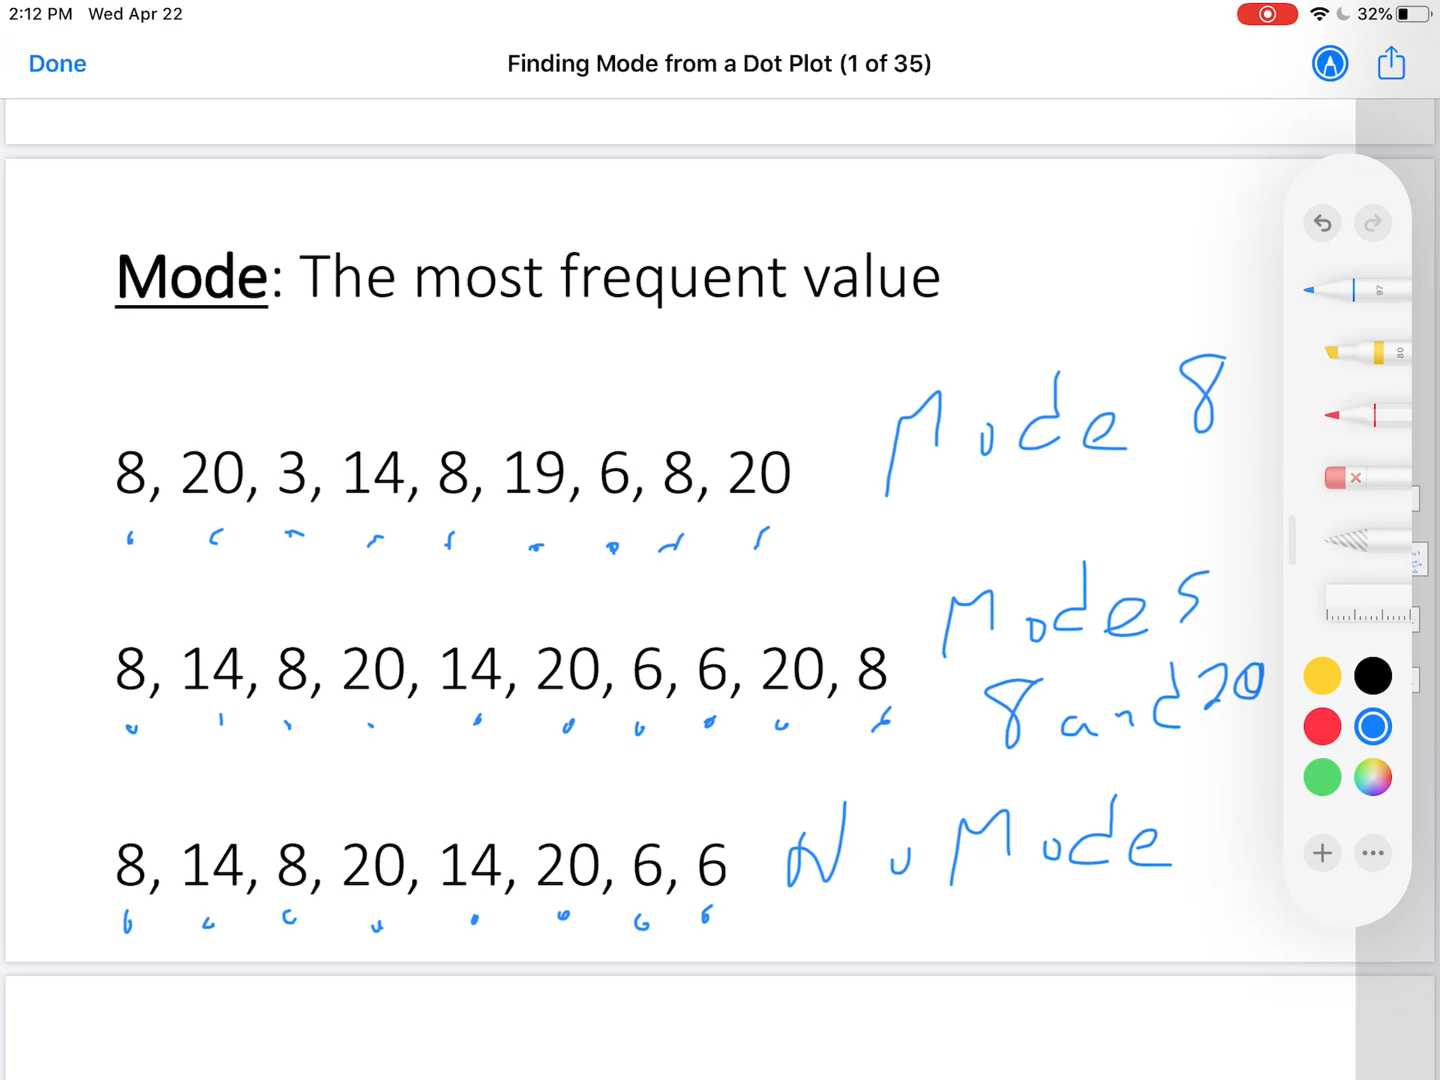 2:12 PM Wed Apr 22 32%
Done Finding Mode from a Dot Plot (1 of 35)
Mode: The most frequent value
Mode 8
8, 20, 3, 14, 8, 19, 6, 8, 20
Modes
8, 14, 8, 20, 14, 20, 6, 6, 20, 8
8 and 20
8, 14, 8, 20, 14, 20, 6, 6 No Mode
97
80